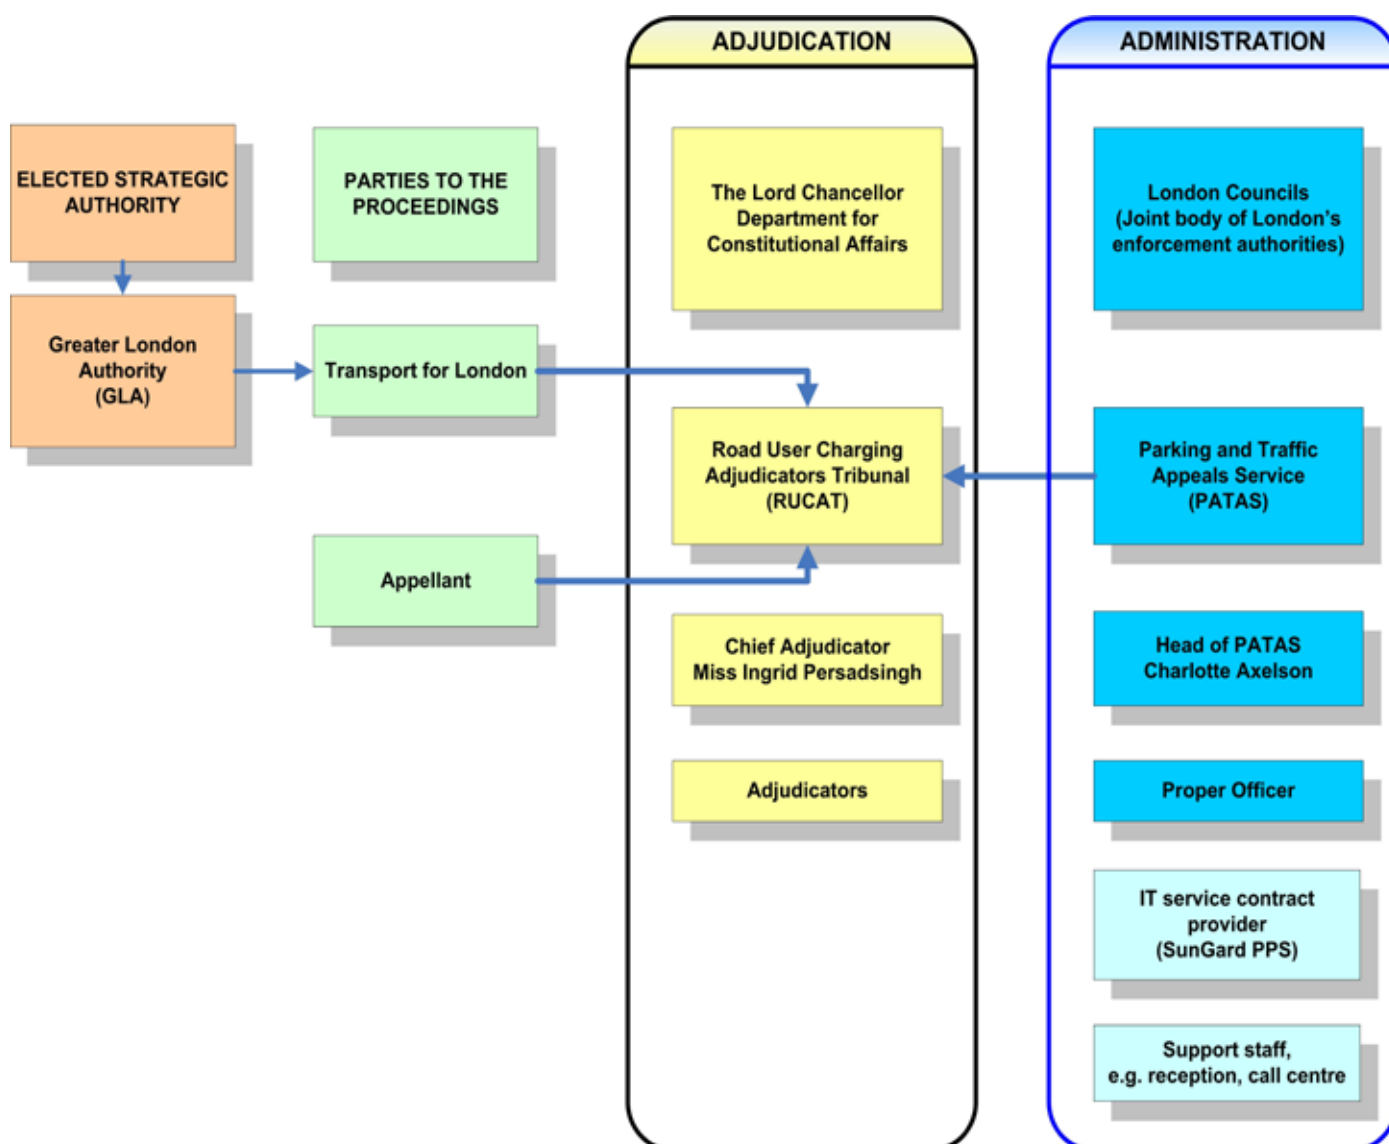 ADJUDICATION
ADMINISTRATION
ELECTED STRATEGIC
AUTHORITY
PARTIES TO THE
PROCEEDINGS
The Lord Chancellor
Department for
Constitutional Affairs
London Councils
(Joint body of London's
enforcement authorities)
Greater London
Authority
(GLA)
Transport for London
Road User Charging
Adjudicators Tribunal
(RUCAT)
Parking and Traffic
Appeals Service
(PATAS)
Appellant
Chief Adjudicator
Miss Ingrid Persadsingh
Head of PATAS
Charlotte Axelson
Adjudicators
Proper Officer
IT service contract
provider
(SunGard PPS)
Support staff,
e.g. reception, call centre